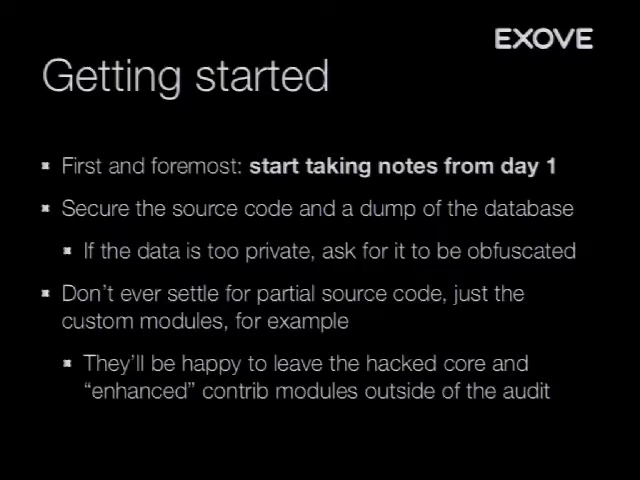 EXOVE
Getting started
First and foremost: start taking notes from day 1
Secure the source code and a dump of the database
If the data is too private, ask for it to be obfuscated
Don't ever settle for partial source code, just the
custom modules, for example
They'll be happy to leave the hacked core and
“enhanced” contrib modules outside of the audit